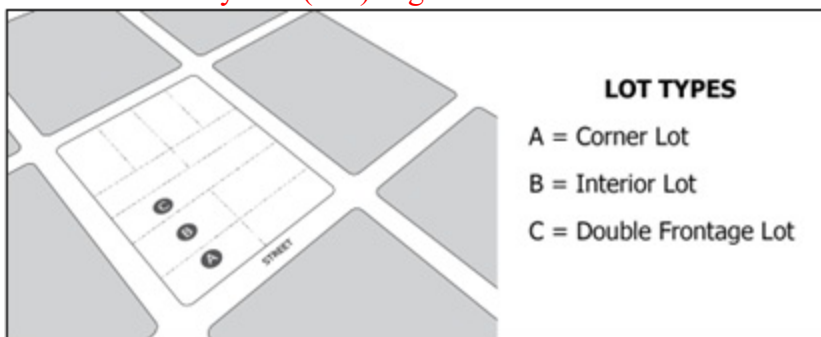 LOT TYPES
A = Corner Lot
B = Interior Lot
C = Double Frontage Lot
C
B
A
STREET